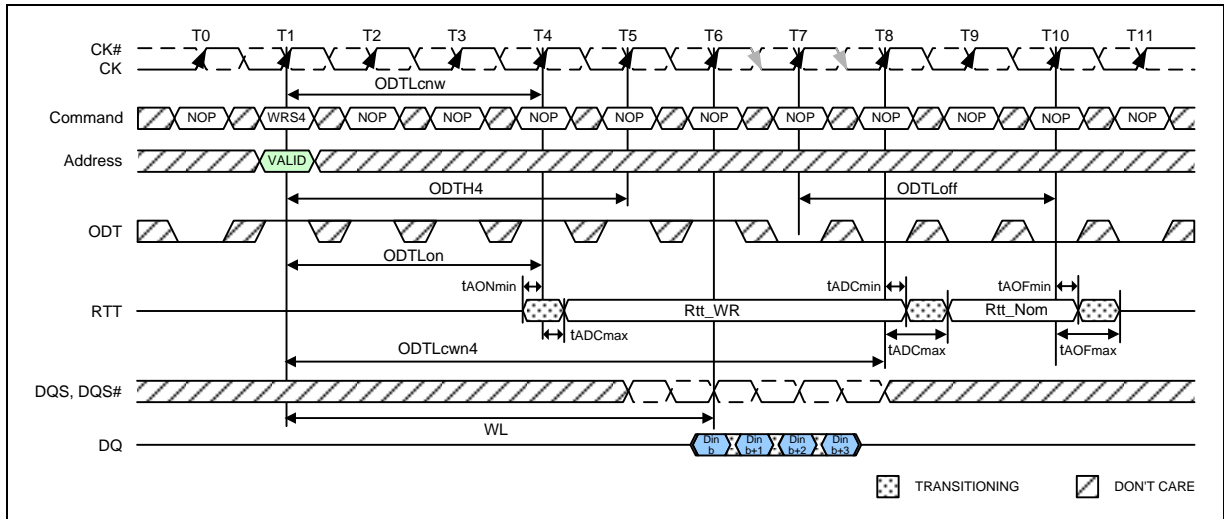 T0 T1 T2 T3 T4 T5 T6 T7 T8 T9 T10 T11
CK#
CK
ODTLcnw
Command NOP WRS4 NOP NOP NOP NOP NOP NOP NOP NOP NOP NOP
Address VALID
ODTH4 ODTLoff
ODT
ODTLon
tAONmin tADCmin tAOFmin
RTT Rtt_WR Rtt_Nom
tADCmax tADCmax tAOFmax
ODTLcwn4
DQS, DQS#
WL
DQ Din b Din b+1 Din b+2 Din b+3
TRANSITIONING DON'T CARE